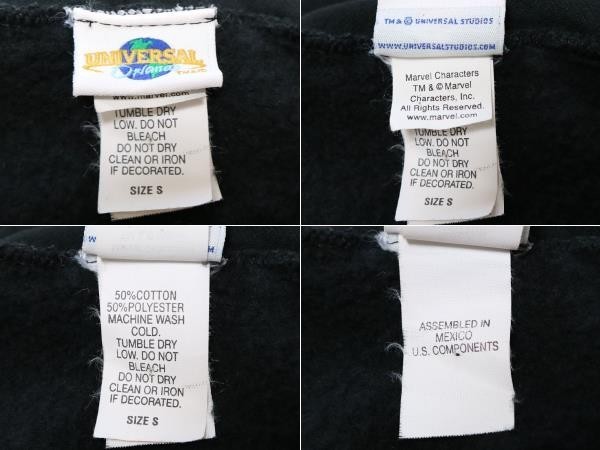 UNIVERSAL
Orlando
www.marvel.com
TUMBLE DRY
LOW. DO NOT
BLEACH
DO NOT DRY
CLEAN OR IRON
IF DECORATED.
SIZE S
TM & © UNIVERSAL STUDIOS
WWW.UNIVERSALSTUDIOS.COM
Marvel Characters
TM & © Marvel
Characters, Inc.
All Rights Reserved.
www.marvel.com
TUMBLE DRY
LOW. DO NOT
BLEACH
DO NOT DRY
CLEAN OR IRON
IF DECORATED.
SIZE S
W M
50%COTTON
50%POLYESTER
MACHINE WASH
COLD.
TUMBLE DRY
LOW. DO NOT
BLEACH
DO NOT DRY
CLEAN OR IRON
IF DECORATED.
SIZE S
ASSEMBLED IN
MEXICO
U.S. COMPONENTS